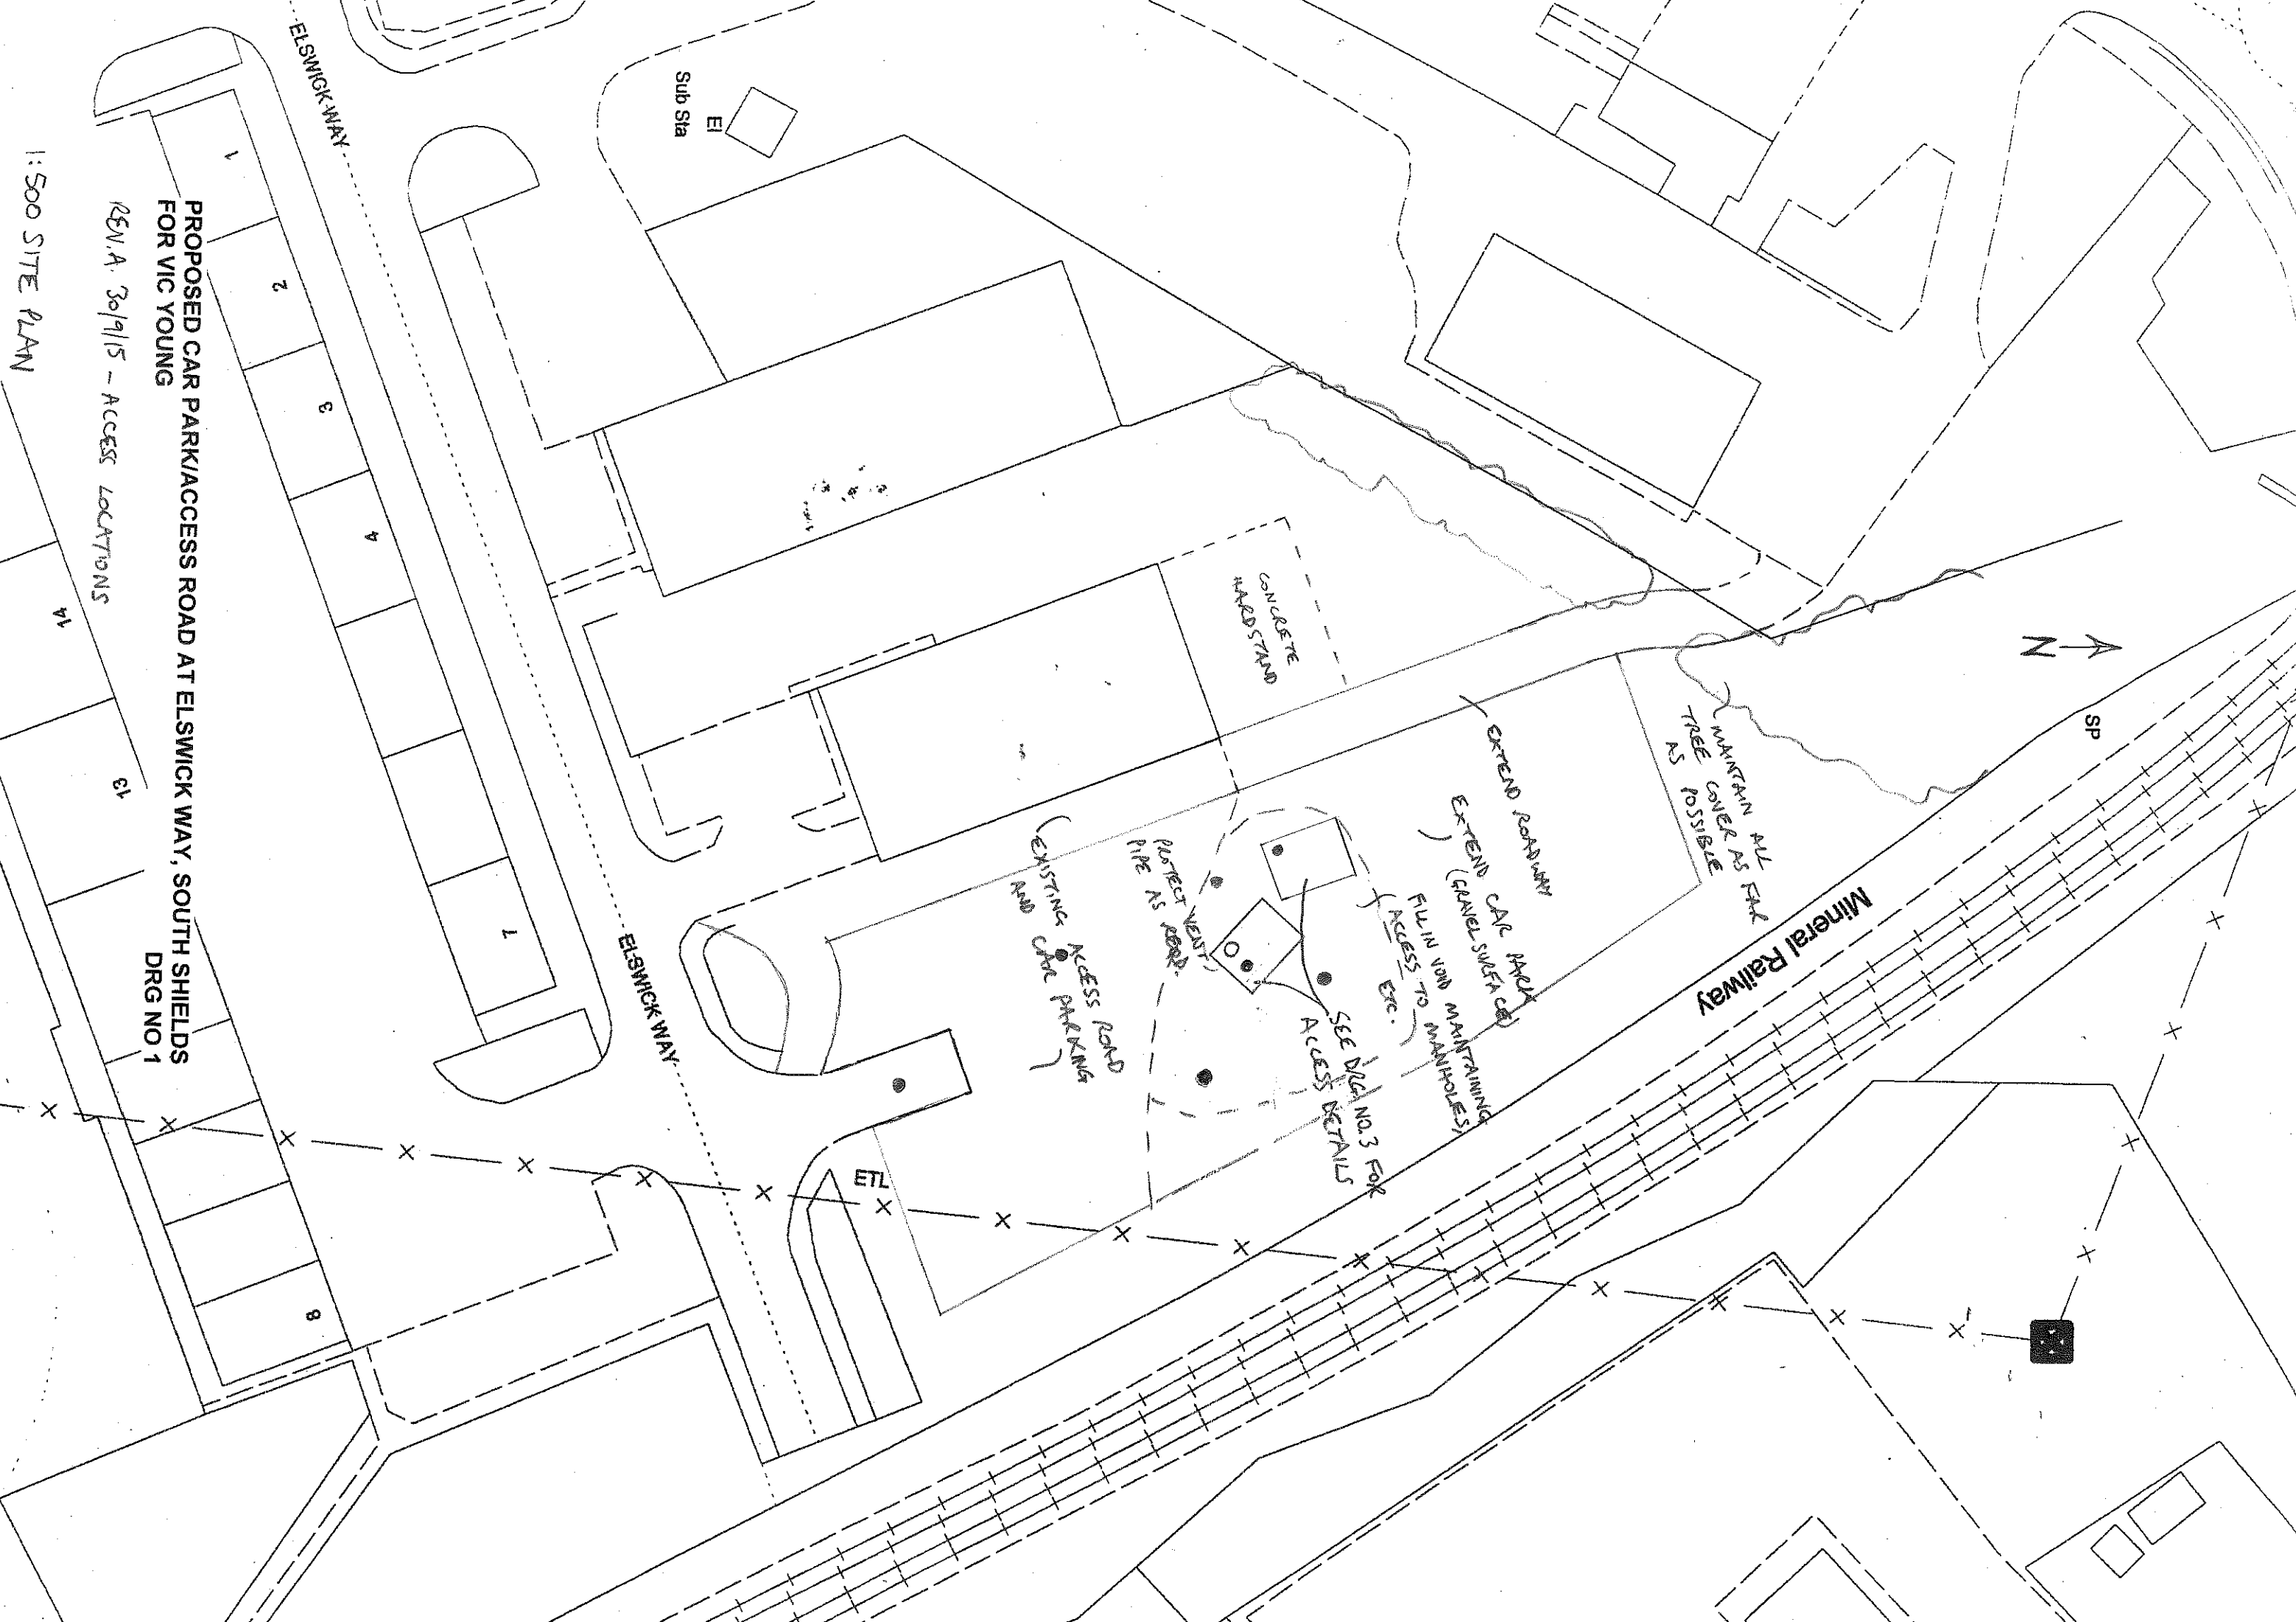 ELSWICK WAY
El
Sub Sta
1
2
3
4
7
8
14
13
CONCRETE
HARDSTAND
N
SP
MAINTAIN ALL
TREE COVER AS FAR
AS POSSIBLE
EXTEND ROADWAY
EXTEND CAR PARK
(GRAVEL SURFACE)
FILL IN VOID MAINTAINING
(ACCESS TO MANHOLES,
ETC.)
SEE DRG NO.3 FOR
ACCESS DETAILS
PROTECT VENT
PIPE AS REQD.
EXISTING ACCESS ROAD
AND CAR PARKING
Mineral Railway
ELSWICK WAY
ETL
PROPOSED CAR PARK/ACCESS ROAD AT ELSWICK WAY, SOUTH SHIELDS
FOR VIC YOUNG
DRG NO 1
REV.A. 30/9/15 - ACCESS LOCATIONS
1:500 SITE PLAN